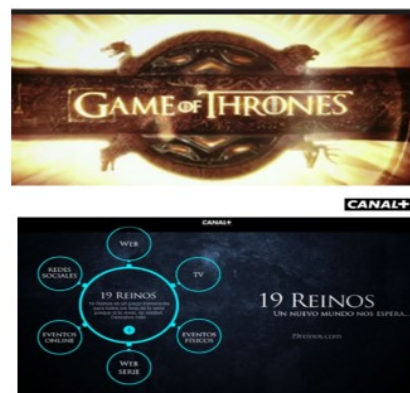 GAME OF THRONES
CANAL+
CANAL+
WEB
REDES
SOCIALES
TV
19 REINOS
EVENTOS
ONLINE
EVENTOS
FÍSICOS
WEB
SERIE
19 REINOS
UN NUEVO MUNDO NOS ESPERA...
19reinos.com